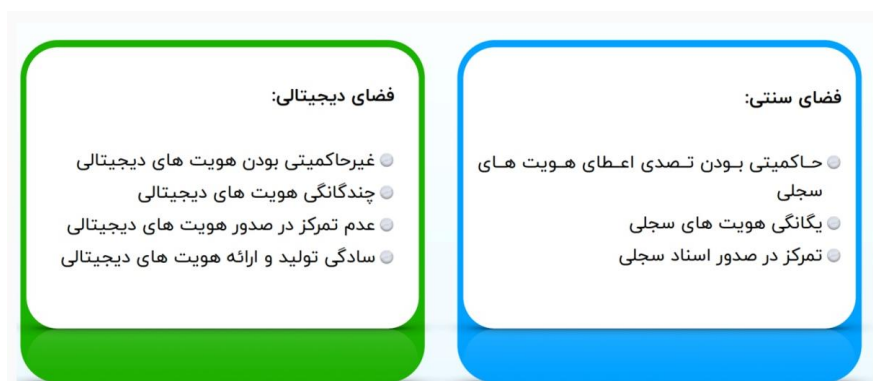 فضای سنتی:
حاکمیتی بودن تصدی اعطای هویت های
سجلی
یگانگی هویت های سجلی
تمرکز در صدور اسناد سجلی
فضای دیجیتالی:
غیرحاکمیتی بودن هویت های دیجیتالی
چندگانگی هویت های دیجیتالی
عدم تمرکز در صدور هویت های دیجیتالی
سادگی تولید و ارائه هویت های دیجیتالی